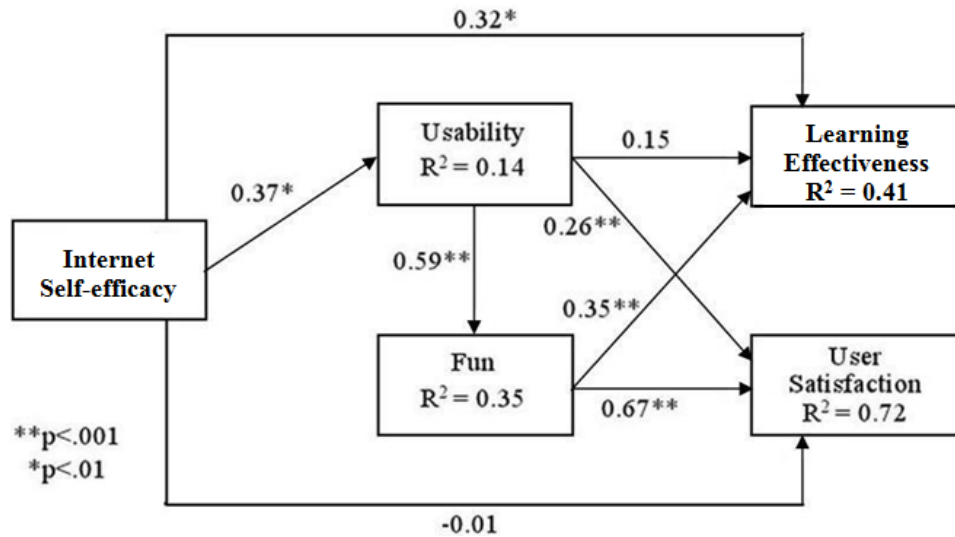 0.32*
Usability
R² = 0.14
0.15
Learning
Effectiveness
R² = 0.41
0.37*
0.26**
Internet
Self-efficacy
0.59**
0.35**
Fun
R² = 0.35
0.67**
User
Satisfaction
R² = 0.72
**p<.001
*p<.01
-0.01